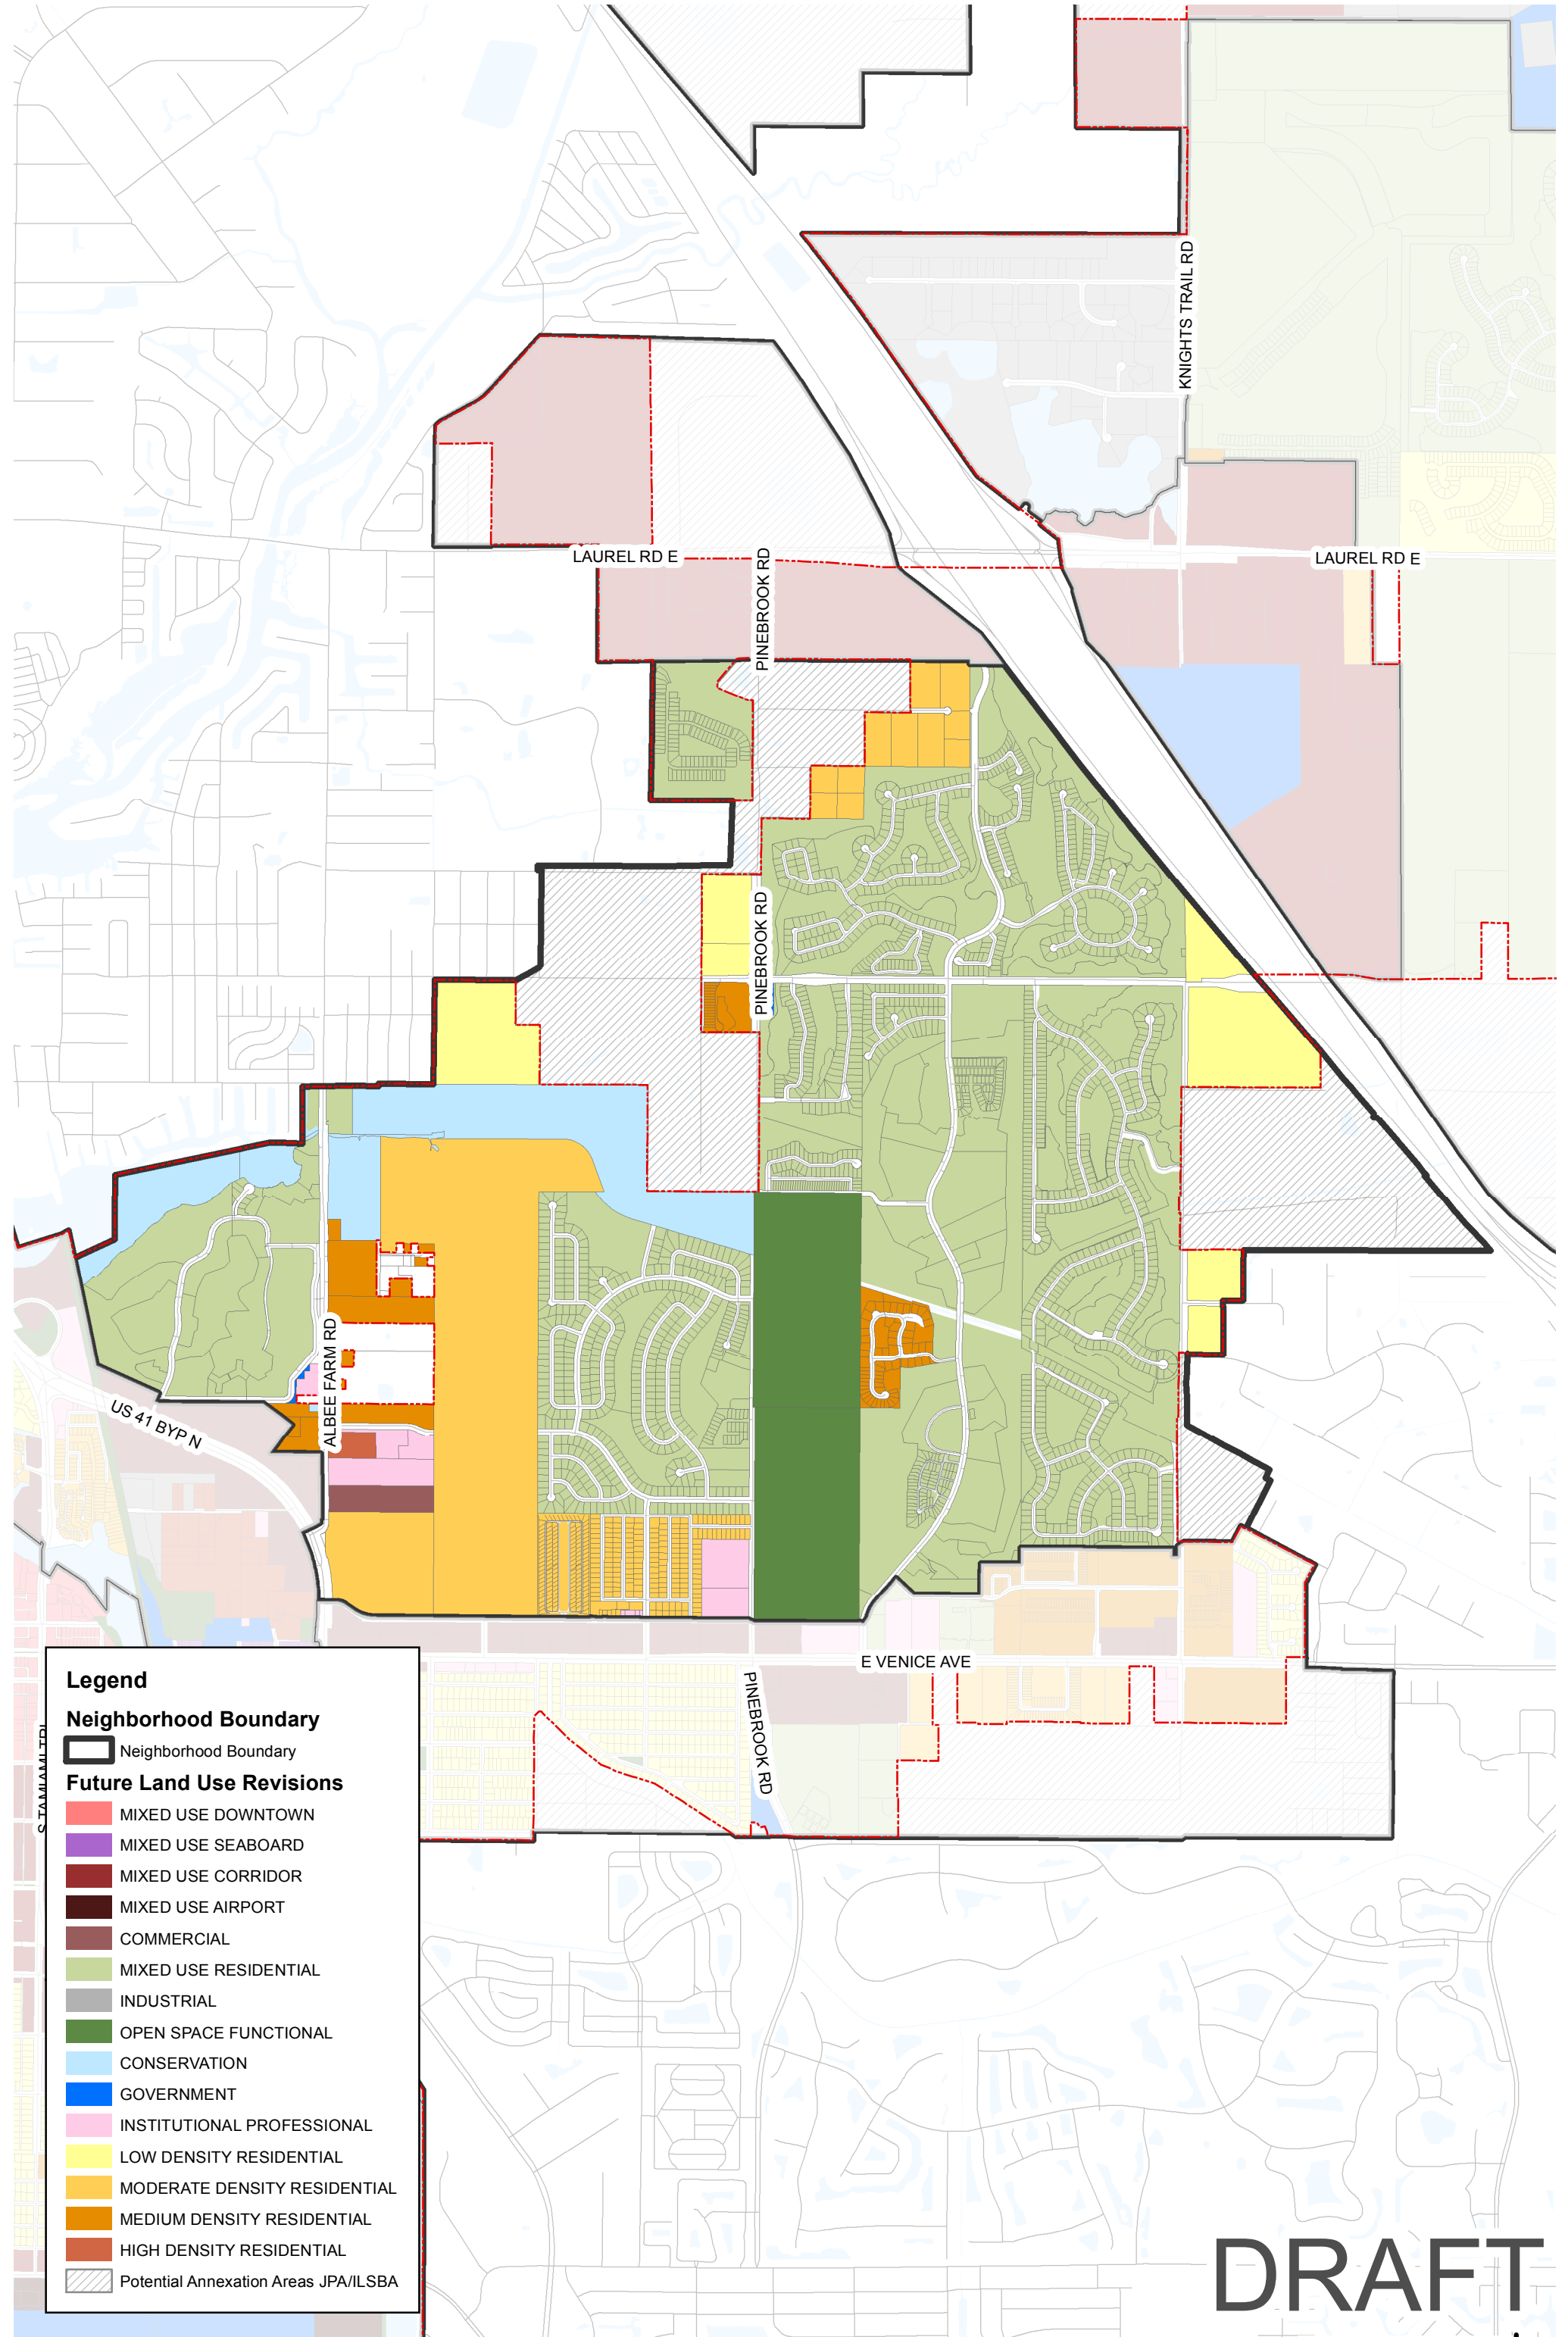 KNIGHTS TRAIL RD
LAUREL RD E
PINEBROOK RD
LAUREL RD E
PINEBROOK RD
ALBEE FARM RD
US 41 BYP N
E VENICE AVE
PINEBROOK RD
S TAMIAMI TRL
Legend
Neighborhood Boundary
Neighborhood Boundary
Future Land Use Revisions
MIXED USE DOWNTOWN
MIXED USE SEABOARD
MIXED USE CORRIDOR
MIXED USE AIRPORT
COMMERCIAL
MIXED USE RESIDENTIAL
INDUSTRIAL
OPEN SPACE FUNCTIONAL
CONSERVATION
GOVERNMENT
INSTITUTIONAL PROFESSIONAL
LOW DENSITY RESIDENTIAL
MODERATE DENSITY RESIDENTIAL
MEDIUM DENSITY RESIDENTIAL
HIGH DENSITY RESIDENTIAL
Potential Annexation Areas JPA/ILSBA
DRAFT